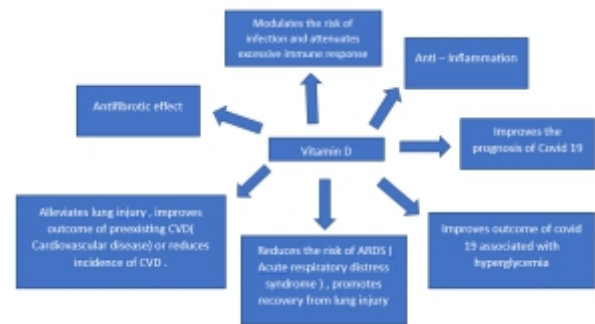 Modulates the risk of
infection and attenuates
excessive immune response
Anti – Inflammation
Antifibrotic effect
Vitamin D
Improves the
prognosis of Covid 19
Alleviates lung injury , improves
outcome of preexisting CVD(
Cardiovascular disease) or reduces
incidence of CVD .
Reduces the risk of ARDS (
Acute respiratory distress
syndrome ) , promotes
recovery from lung injury
Improves outcome of covid
19 associated with
hyperglycemia